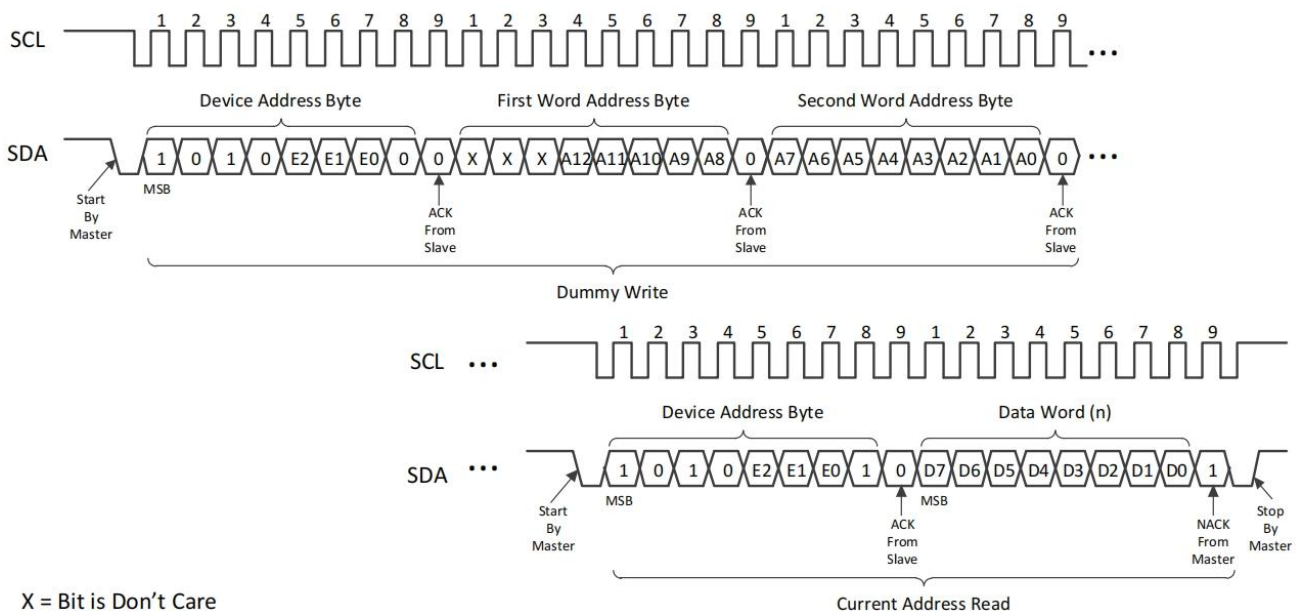 1 2 3 4 5 6 7 8 9 1 2 3 4 5 6 7 8 9 1 2 3 4 5 6 7 8 9
SCL ...
Device Address Byte First Word Address Byte Second Word Address Byte
SDA 1 0 1 0 E2 E1 E0 0 0 X X X A12 A11 A10 A9 A8 0 A7 A6 A5 A4 A3 A2 A1 A0 0 ...
MSB
Start
By
Master
ACK
From
Slave
ACK
From
Slave
ACK
From
Slave
Dummy Write
1 2 3 4 5 6 7 8 9 1 2 3 4 5 6 7 8 9
SCL ...
Device Address Byte Data Word (n)
SDA ... 1 0 1 0 E2 E1 E0 1 0 D7 D6 D5 D4 D3 D2 D1 D0 1
MSB MSB
Start
By
Master
ACK
From
Slave
NACK
From
Master
Stop
By
Master
X = Bit is Don't Care
Current Address Read